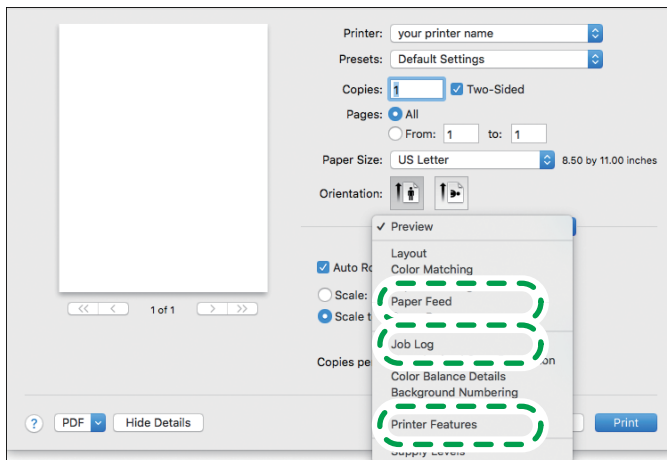 Printer: your printer name
Presets: Default Settings
Copies: 1 Two-Sided
Pages: All
From: 1 to: 1
Paper Size: US Letter 8.50 by 11.00 inches
Orientation:
Preview
Layout
Auto Ro
Color Matching
Scale:
Paper Feed
1 of 1
Scale t
Job Log
Copies pe
on
Color Balance Details
Background Numbering
? PDF Hide Details
Printer Features
Print
Supply Levels